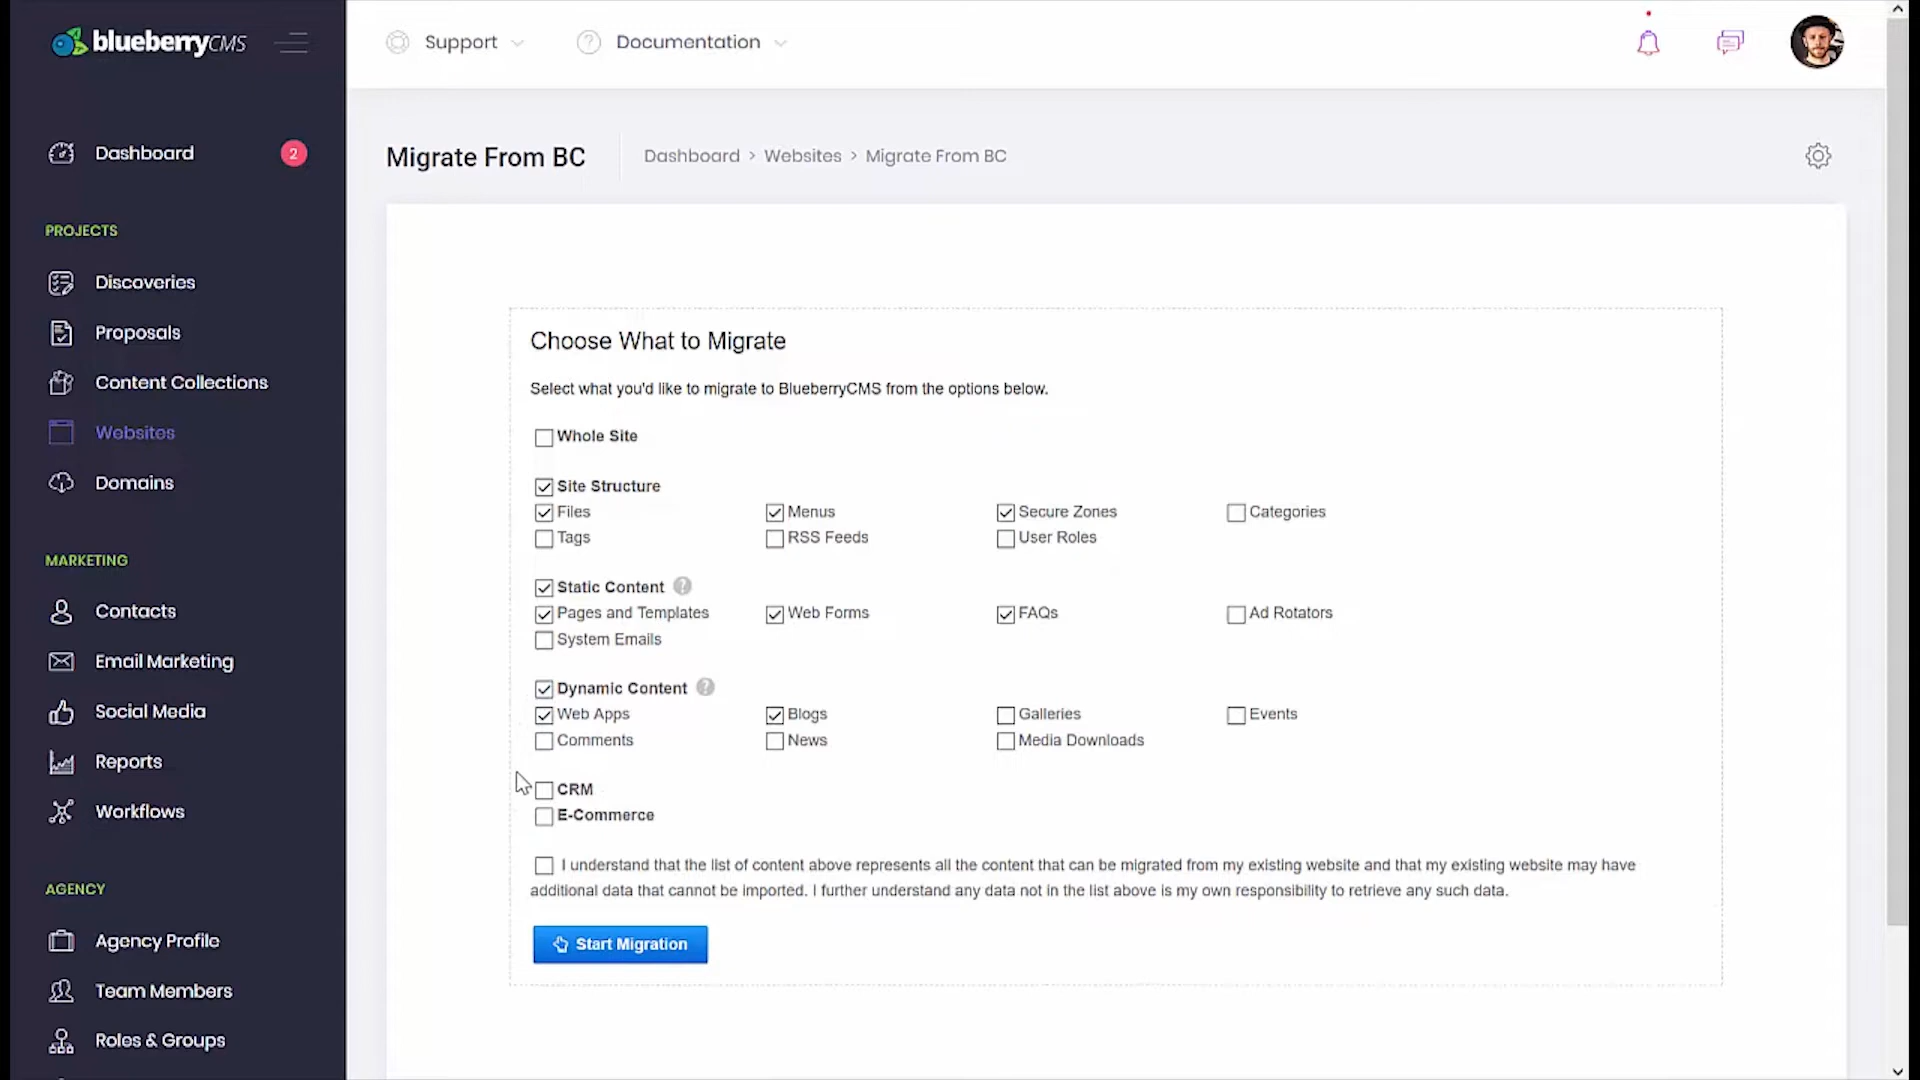 blueberryCMS
Support
Documentation
Dashboard
2
PROJECTS
Discoveries
Proposals
Content Collections
Websites
Domains
MARKETING
Contacts
Email Marketing
Social Media
Reports
Workflows
AGENCY
Agency Profile
Team Members
Roles & Groups
Migrate From BC
Dashboard > Websites > Migrate From BC
Choose What to Migrate
Select what you'd like to migrate to BlueberryCMS from the options below.
Whole Site
Site Structure
Files Menus Secure Zones Categories
Tags RSS Feeds User Roles
Static Content ?
Pages and Templates Web Forms FAQs Ad Rotators
System Emails
Dynamic Content ?
Web Apps Blogs Galleries Events
Comments News Media Downloads
CRM
E-Commerce
I understand that the list of content above represents all the content that can be migrated from my existing website and that my existing website may have
additional data that cannot be imported. I further understand any data not in the list above is my own responsibility to retrieve any such data.
Start Migration